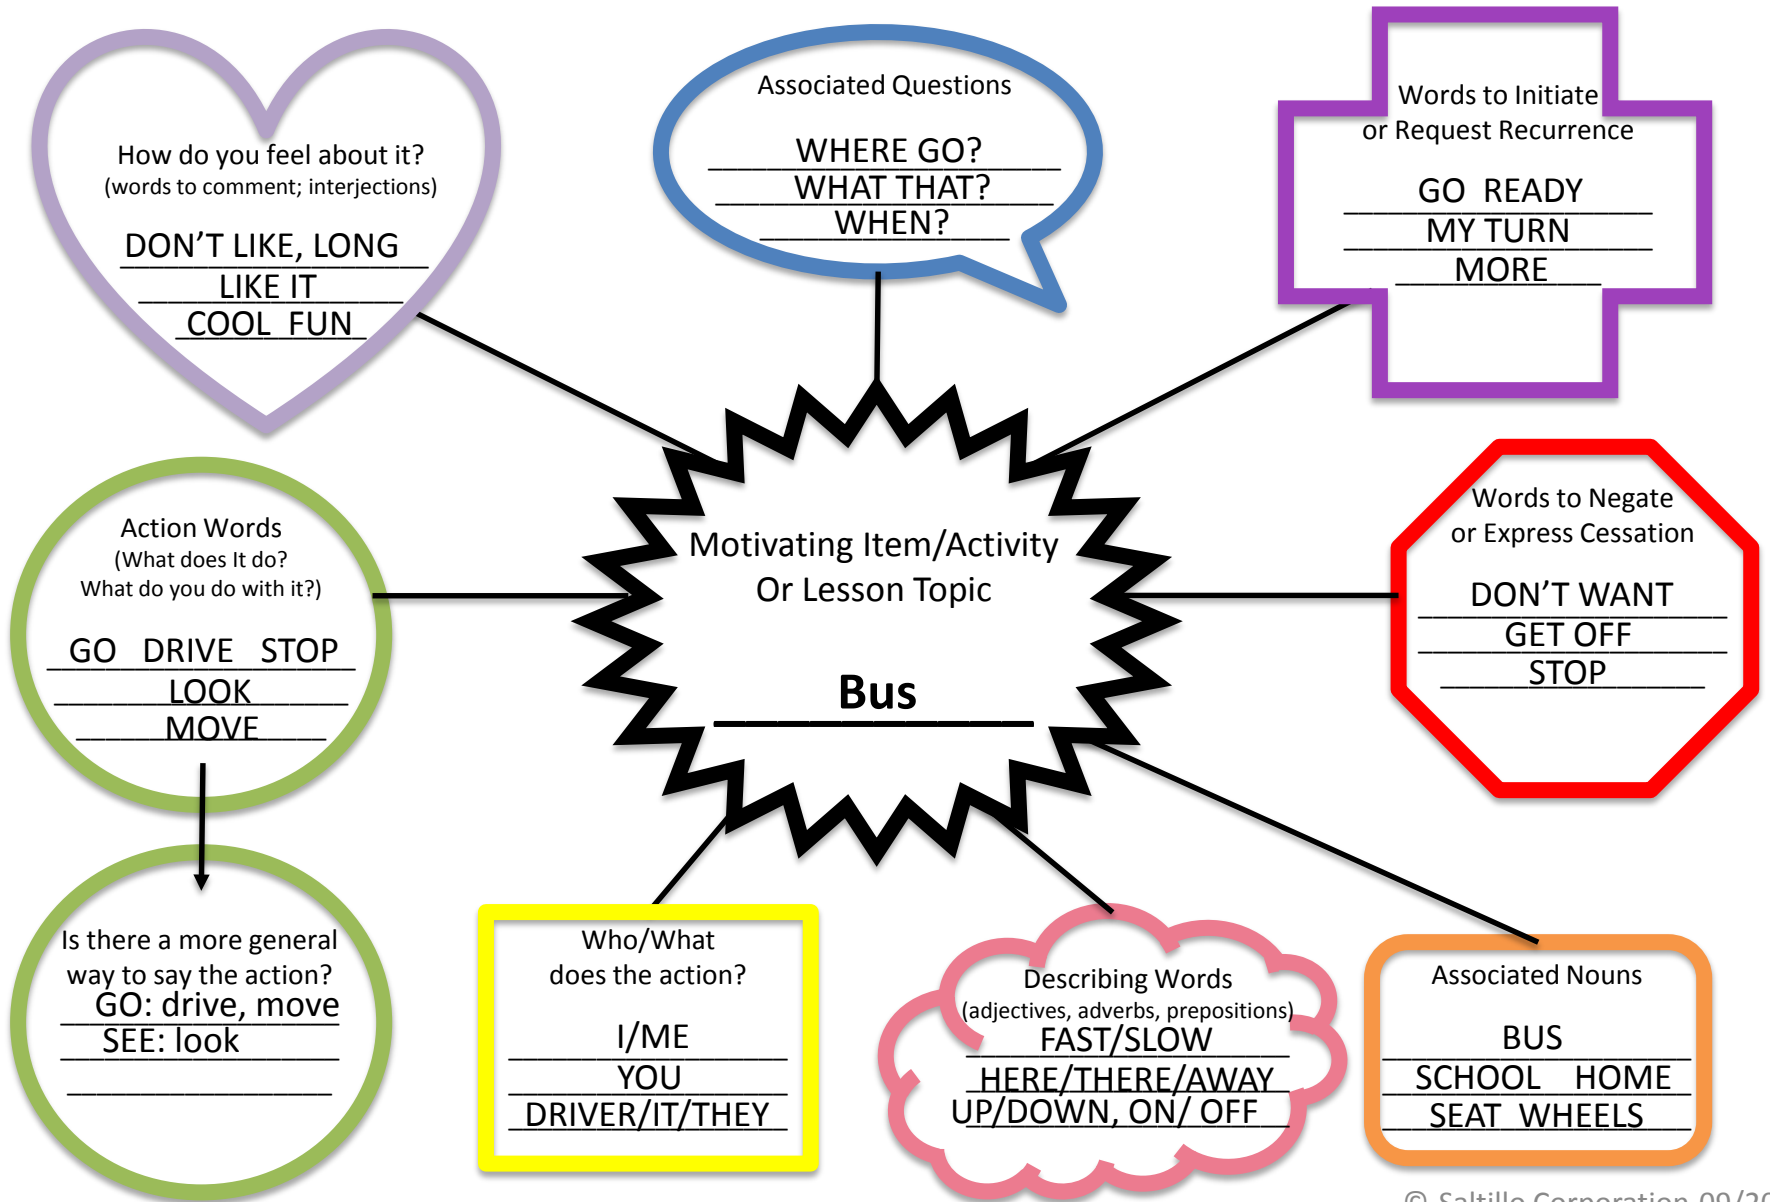 How do you feel about it?
(words to comment; interjections)
DON'T LIKE, LONG
LIKE IT
COOL FUN
Associated Questions
WHERE GO?
WHAT THAT?
WHEN?
Words to Initiate
or Request Recurrence
GO READY
MY TURN
MORE
Action Words
(What does It do?
What do you do with it?)
GO DRIVE STOP
LOOK
MOVE
Motivating Item/Activity
Or Lesson Topic
Bus
Words to Negate
or Express Cessation
DON'T WANT
GET OFF
STOP
Is there a more general
way to say the action?
GO: drive, move
SEE: look
Who/What
does the action?
I/ME
YOU
DRIVER/IT/THEY
Describing Words
(adjectives, adverbs, prepositions)
FAST/SLOW
HERE/THERE/AWAY
UP/DOWN, ON/ OFF
Associated Nouns
BUS
SCHOOL HOME
SEAT WHEELS
© Saltillo Corporation